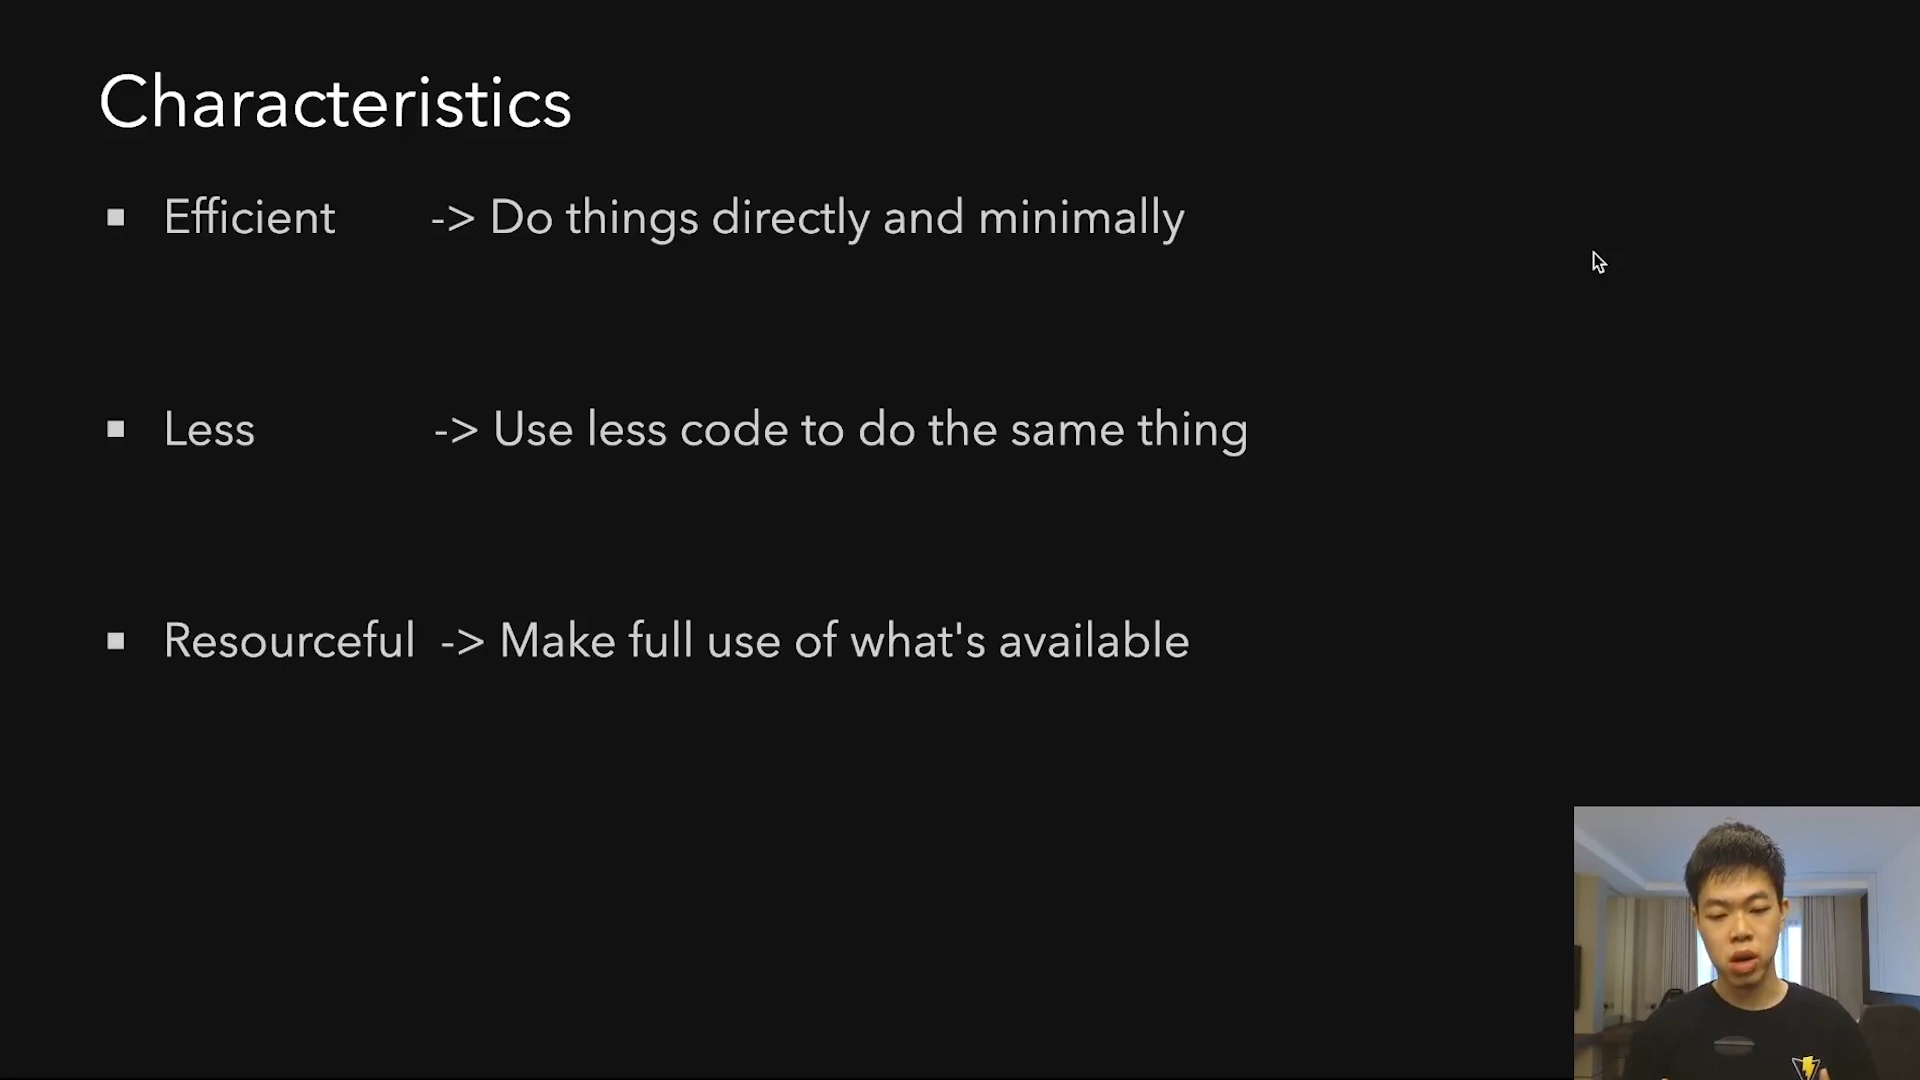 Characteristics
▪ Efficient -> Do things directly and minimally
▪ Less -> Use less code to do the same thing
▪ Resourceful -> Make full use of what's available